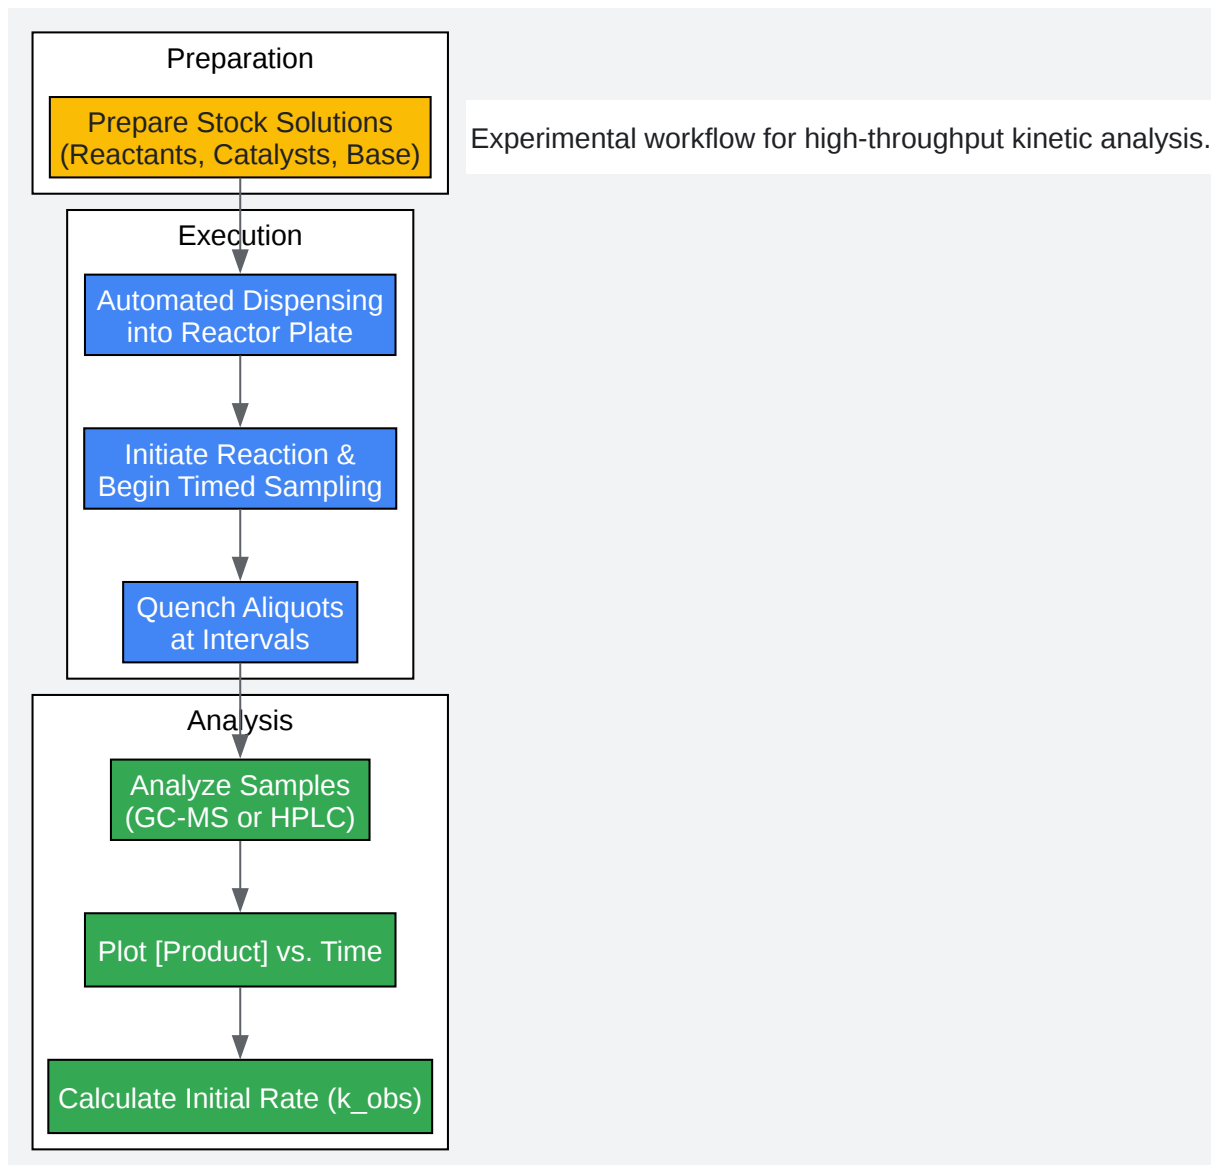 Preparation
Prepare Stock Solutions
(Reactants, Catalysts, Base)
Experimental workflow for high-throughput kinetic analysis.
Execution
Automated Dispensing
into Reactor Plate
Initiate Reaction &
Begin Timed Sampling
Quench Aliquots
at Intervals
Analysis
Analyze Samples
(GC-MS or HPLC)
Plot [Product] vs. Time
Calculate Initial Rate (k_obs)